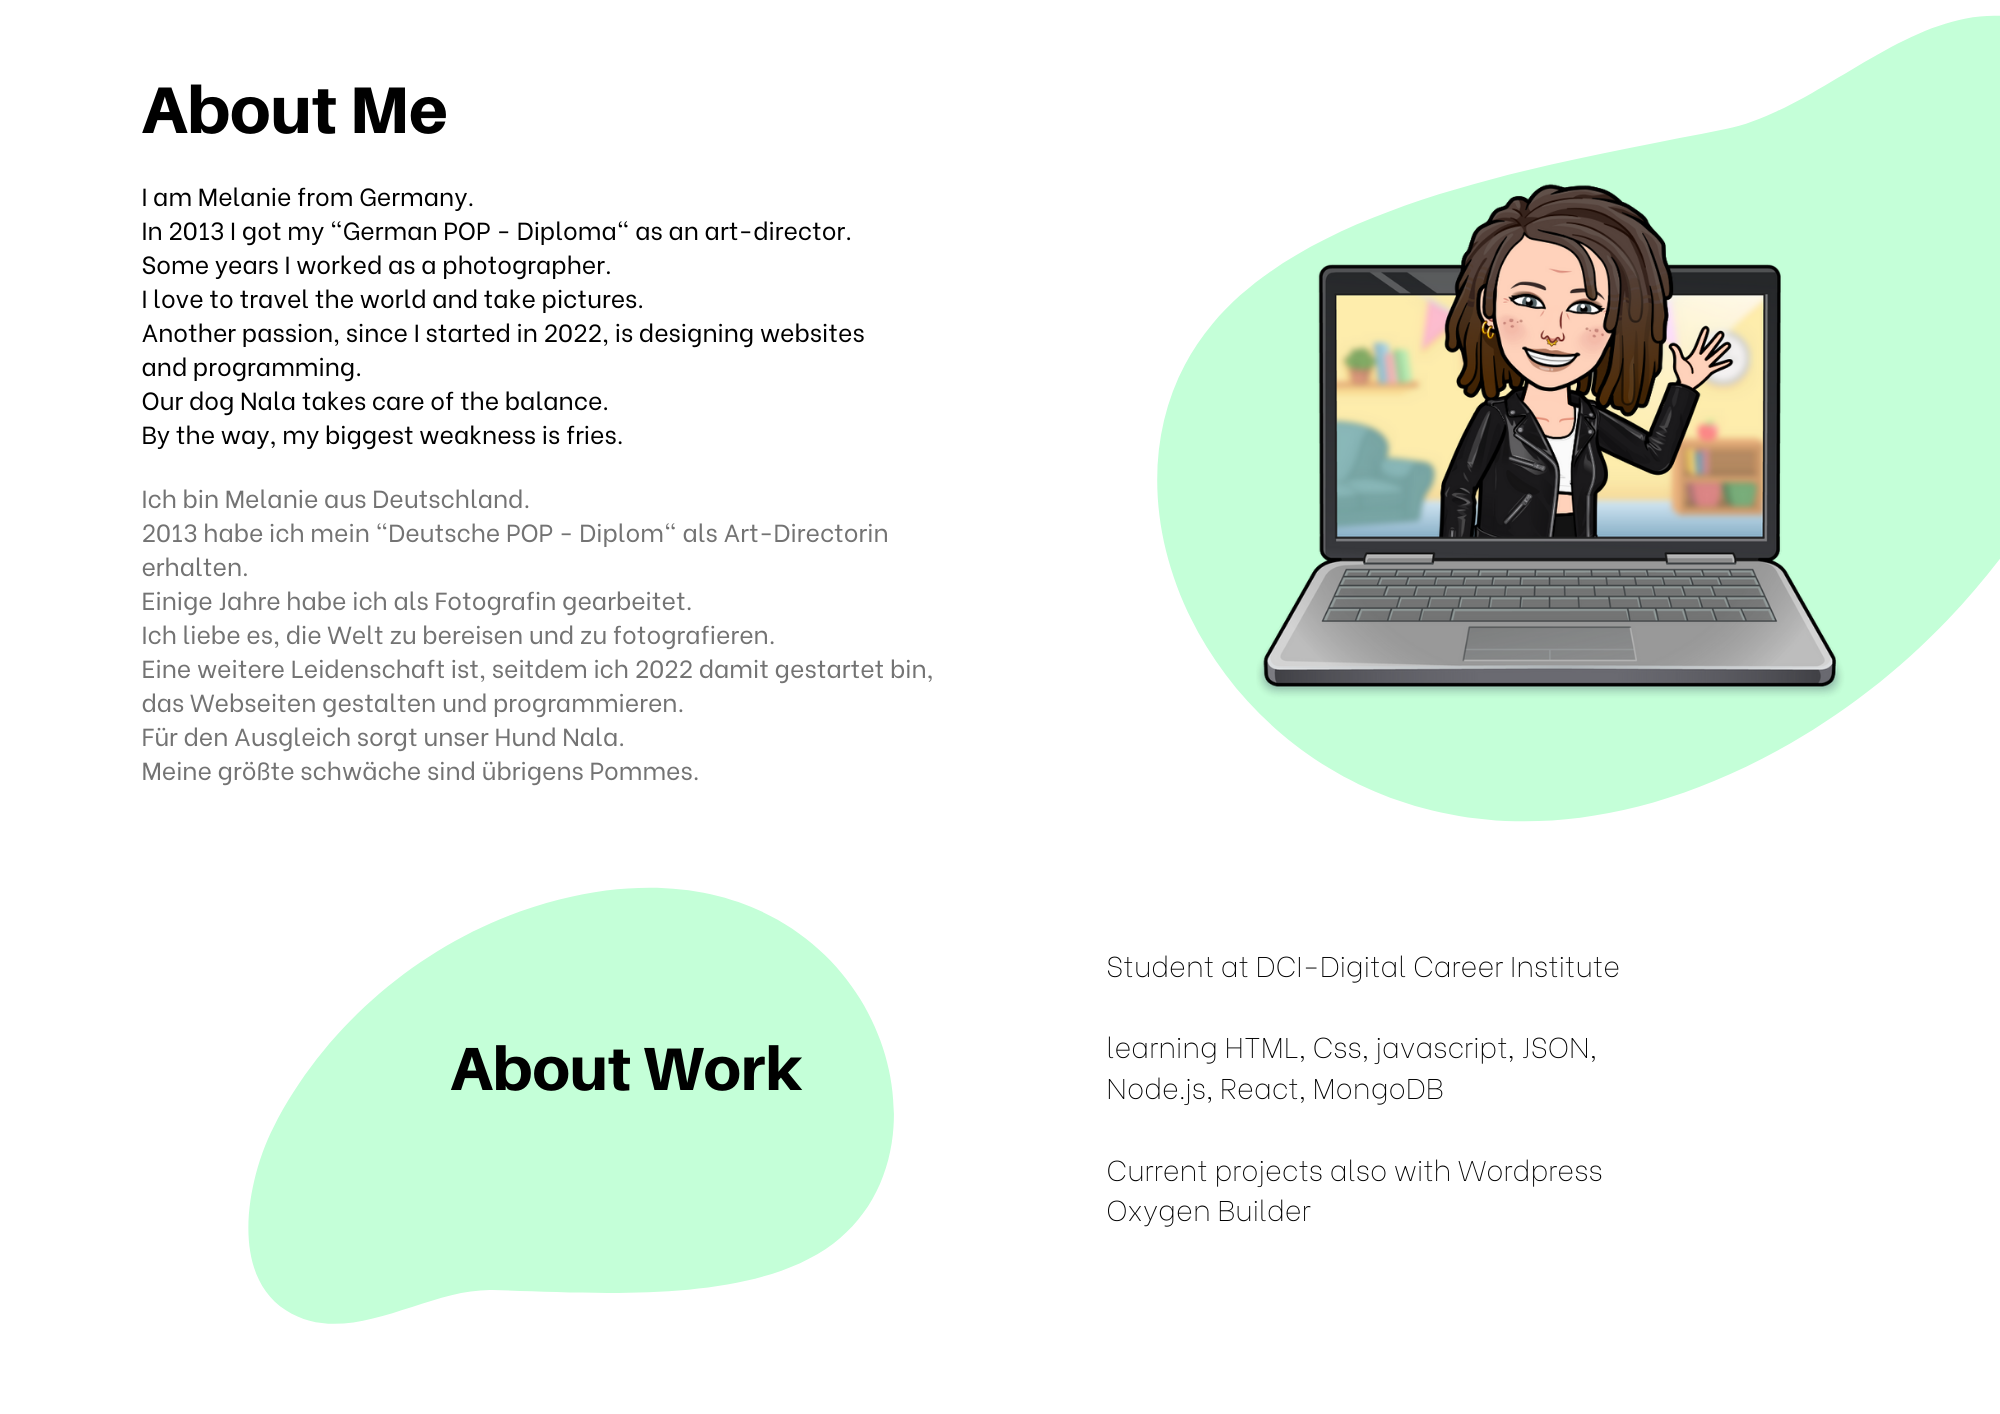 About Me
I am Melanie from Germany.
In 2013 I got my “German POP - Diploma“ as an art-director.
Some years I worked as a photographer.
I love to travel the world and take pictures.
Another passion, since I started in 2022, is designing websites
and programming.
Our dog Nala takes care of the balance.
By the way, my biggest weakness is fries.
Ich bin Melanie aus Deutschland.
2013 habe ich mein “Deutsche POP - Diplom“ als Art-Directorin
erhalten.
Einige Jahre habe ich als Fotografin gearbeitet.
Ich liebe es, die Welt zu bereisen und zu fotografieren.
Eine weitere Leidenschaft ist, seitdem ich 2022 damit gestartet bin,
das Webseiten gestalten und programmieren.
Für den Ausgleich sorgt unser Hund Nala.
Meine größte schwäche sind übrigens Pommes.
About Work
Student at DCI-Digital Career Institute
learning HTML, Css, javascript, JSON,
Node.js, React, MongoDB
Current projects also with Wordpress
Oxygen Builder